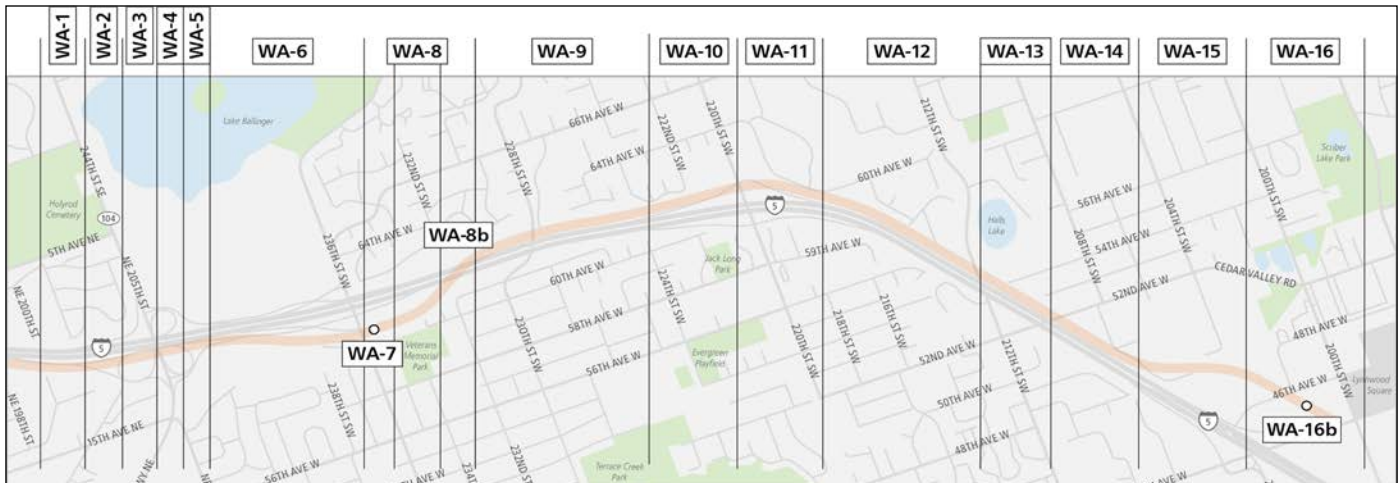 WA-1
WA-2
WA-3
WA-4
WA-5
WA-6
WA-8
WA-9
WA-10
WA-11
WA-12
WA-13
WA-14
WA-15
WA-16
Lake Ballinger
66TH AVE W
64TH AVE W
222ND ST SW
220TH ST SW
212TH ST SW
60TH AVE W
228TH ST SW
232ND ST SW
244TH ST SE
104
Holyrod
Cemetery
5TH AVE NE
NE 205TH ST
NE 200TH ST
5
236TH ST SW
64TH AVE W
WA-8b
5
Halls
Lake
56TH AVE W
54TH AVE W
52ND AVE W
204TH ST SW
208TH ST SW
200TH ST SW
Scriber
Lake Park
CEDAR VALLEY RD
59TH AVE W
Jack Long
Park
60TH AVE W
224TH ST SW
58TH AVE W
56TH AVE W
230TH ST SW
Evergreen
Playfield
220TH ST SW
218TH ST SW
216TH ST SW
52ND AVE W
50TH AVE W
48TH AVE W
212TH ST SW
48TH AVE W
46TH AVE W
200TH ST SW
Lynnwood
Square
WA-7
Veterans
Memorial
Park
NE 198TH ST
15TH AVE NE
238TH ST SW
56TH AVE W
232ND ST SW
Terrace Creek
Park
5
WA-16b